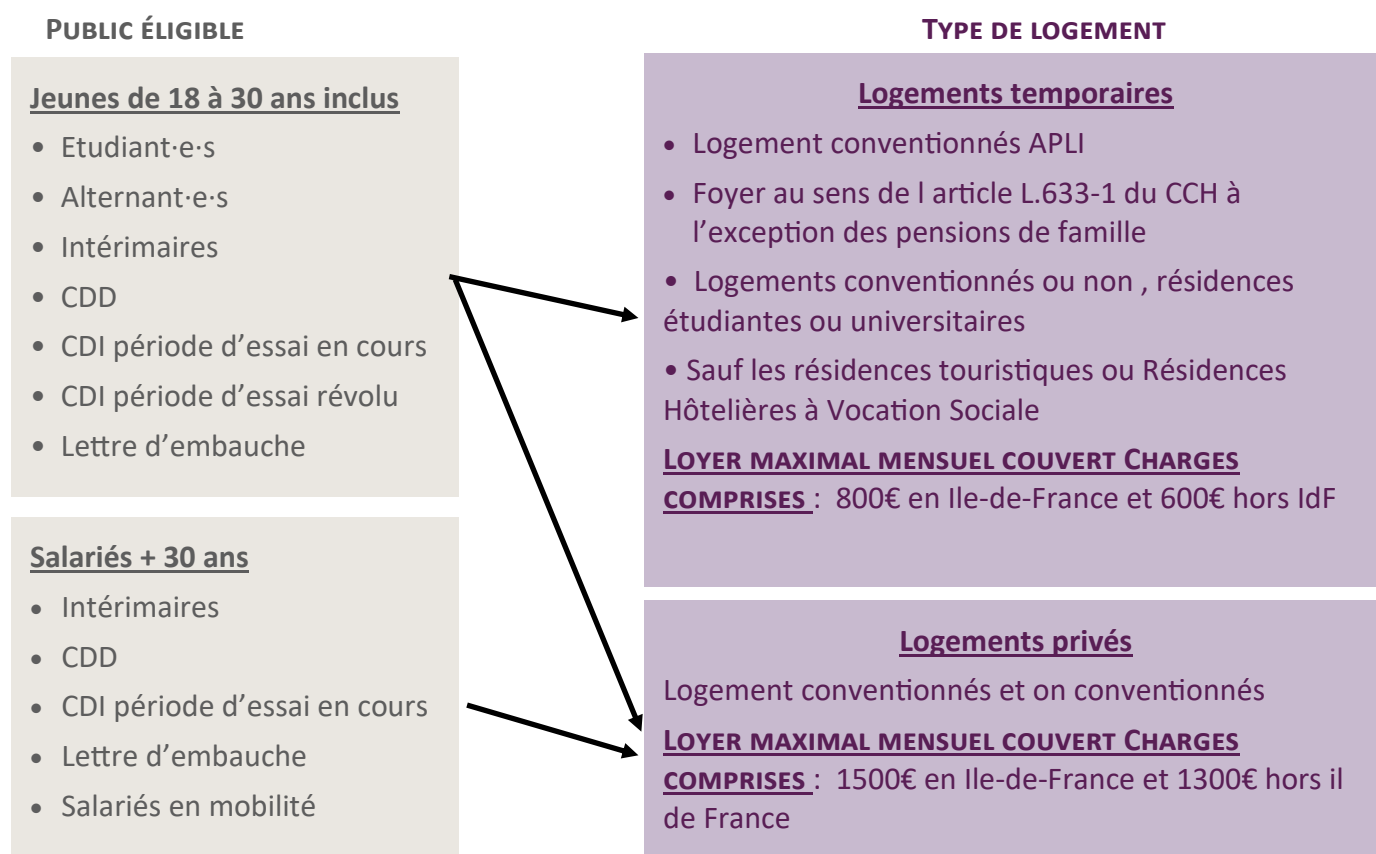 PUBLIC ÉLIGIBLE
Jeunes de 18 à 30 ans inclus
• Etudiant·e·s
• Alternant·e·s
• Intérimaires
• CDD
• CDI période d’essai en cours
• CDI période d’essai révolu
• Lettre d’embauche
Salariés + 30 ans
• Intérimaires
• CDD
• CDI période d’essai en cours
• Lettre d’embauche
• Salariés en mobilité
TYPE DE LOGEMENT
Logements temporaires
• Logement conventionnés APLI
• Foyer au sens de l article L.633-1 du CCH à
l’exception des pensions de famille
• Logements conventionnés ou non , résidences
étudiantes ou universitaires
• Sauf les résidences touristiques ou Résidences
Hôtelières à Vocation Sociale
LOYER MAXIMAL MENSUEL COUVERT CHARGES
COMPRISES : 800€ en Ile-de-France et 600€ hors IdF
Logements privés
Logement conventionnés et on conventionnés
LOYER MAXIMAL MENSUEL COUVERT CHARGES
COMPRISES : 1500€ en Ile-de-France et 1300€ hors il
de France